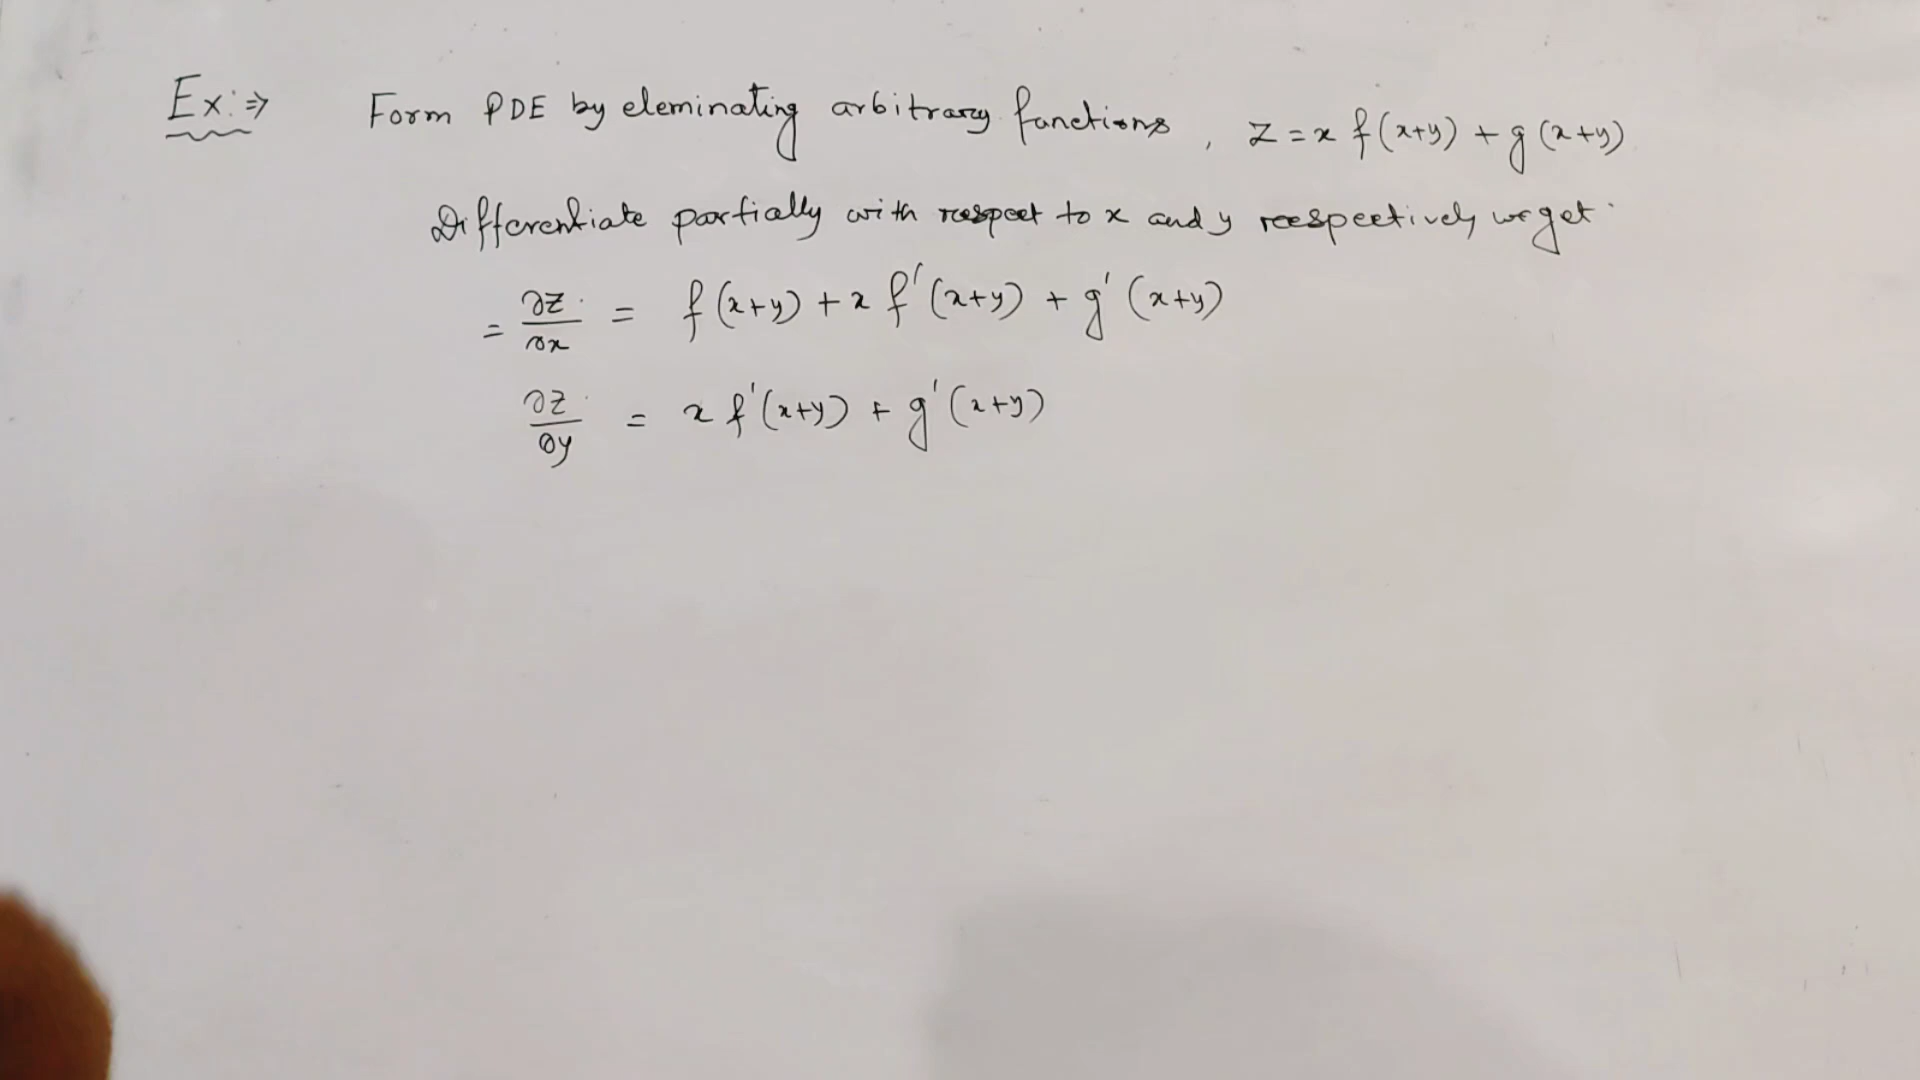 Ex:⇒ Form PDE by eleminating arbitrary functions, z = x f(x+y) + g(x+y)
Differentiate partially with respect to x and y respectively we get.
= ∂z/∂x = f(x+y) + x f'(x+y) + g'(x+y)
∂z/∂y = x f'(x+y) + g'(x+y)